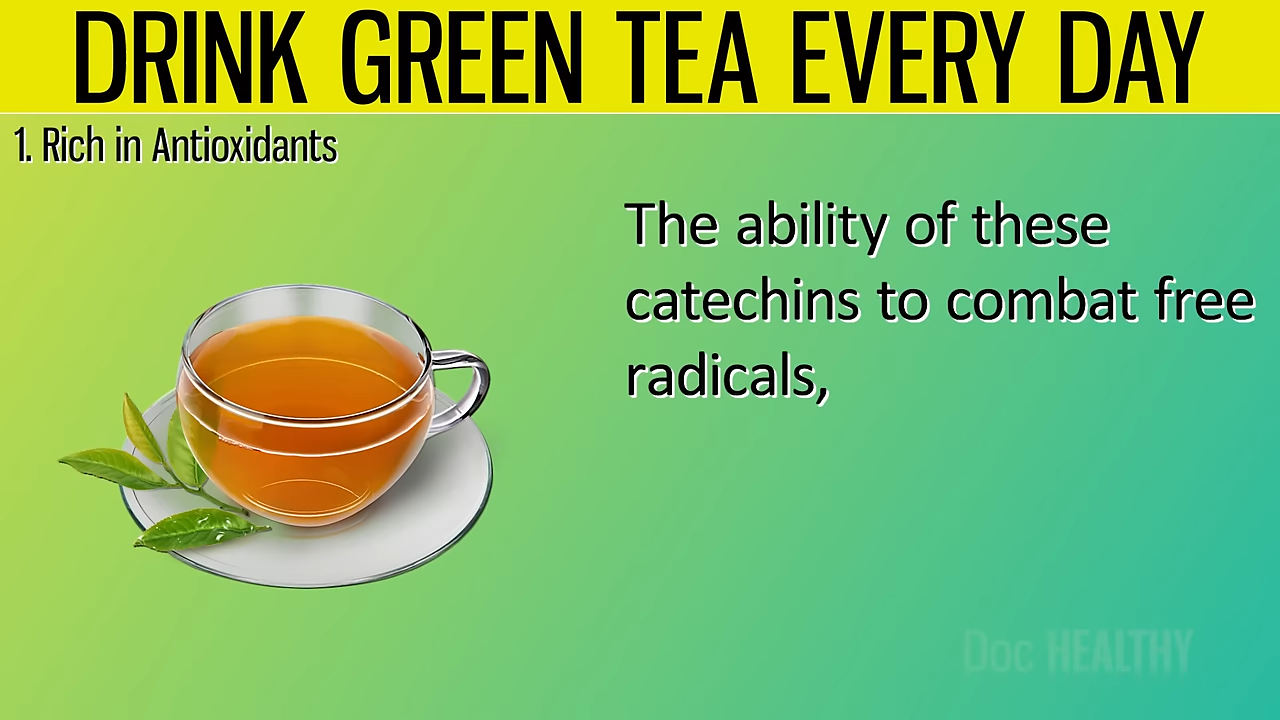 DRINK GREEN TEA EVERY DAY
1. Rich in Antioxidants
The ability of these
catechins to combat free
radicals,
Doc HEALTHY